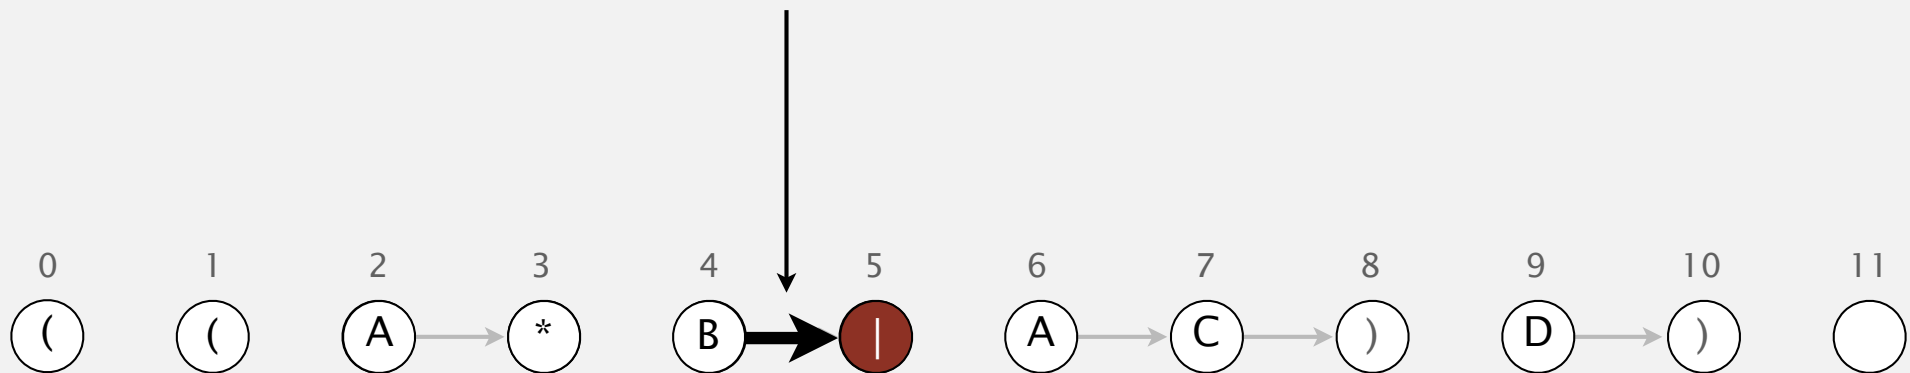 0 1 2 3 4 5 6 7 8 9 10 11
( ( A * B | A C ) D )